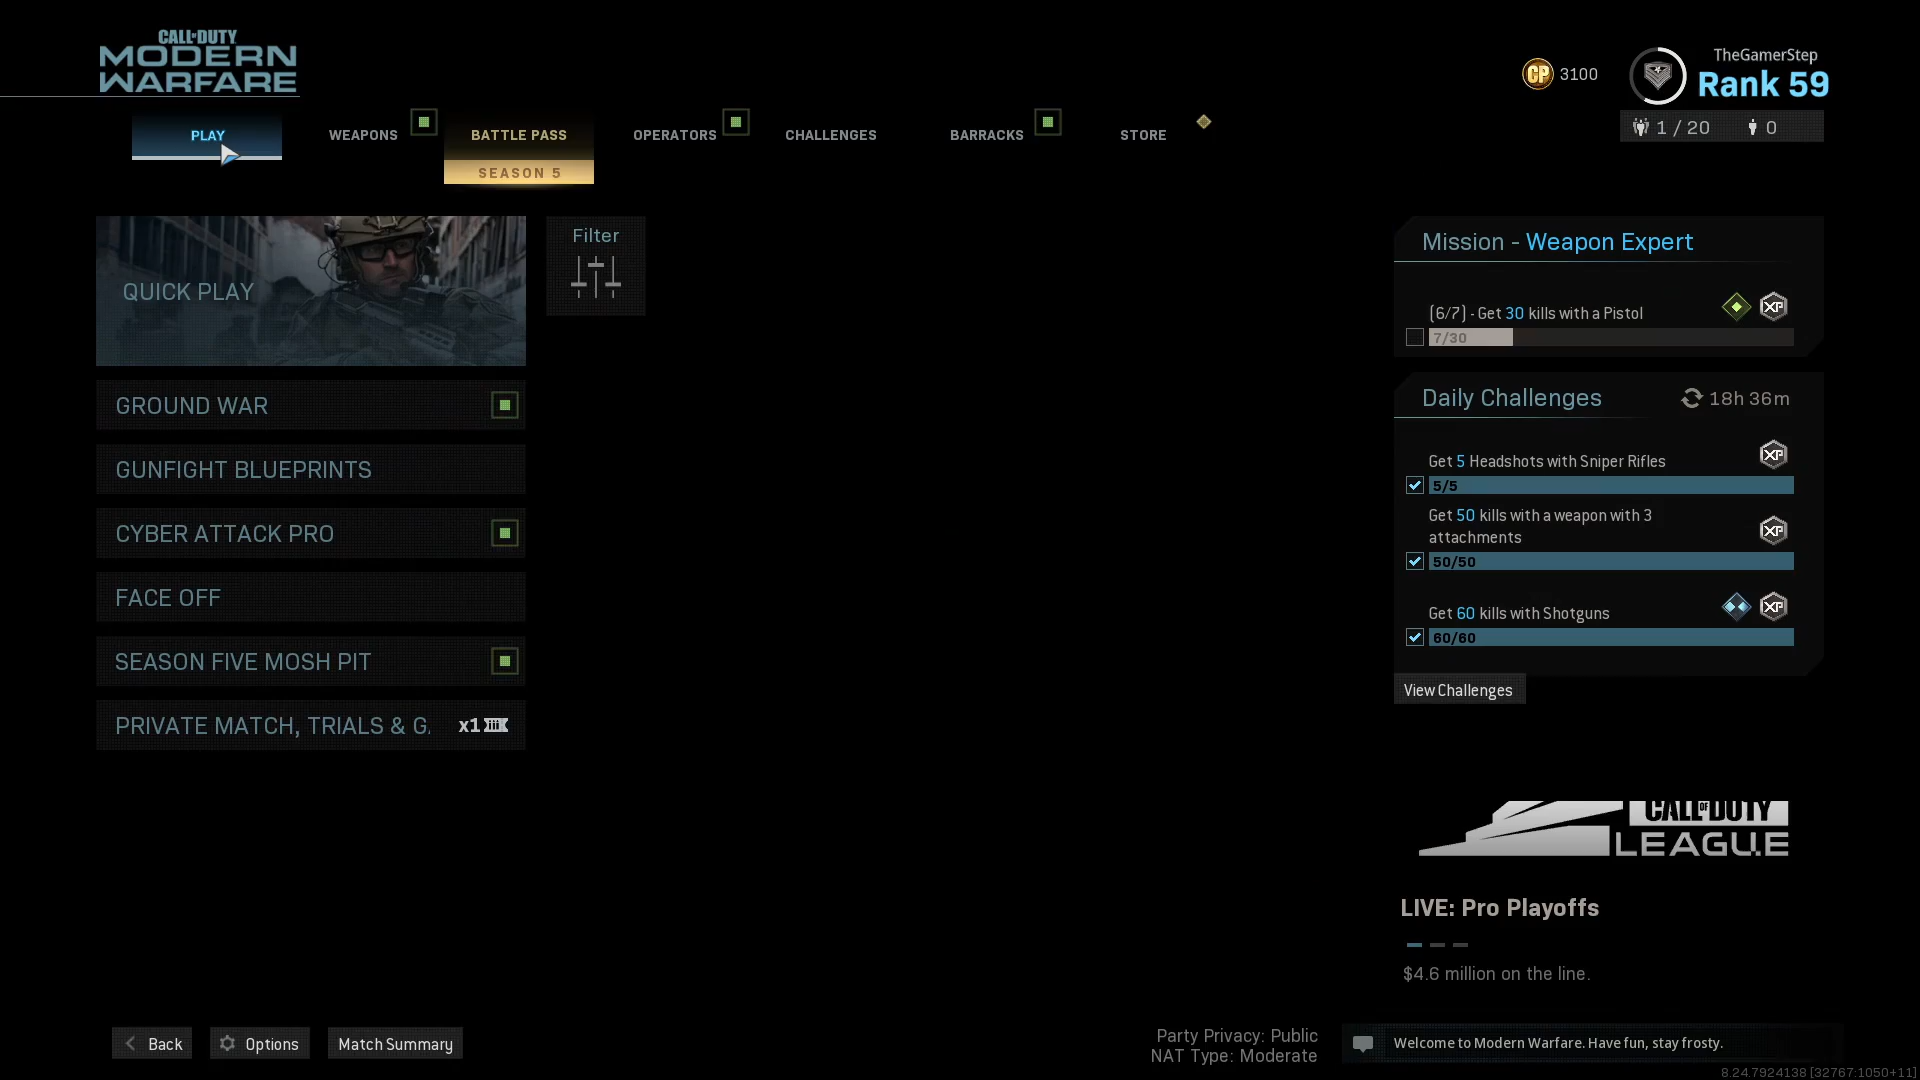 CALL OF DUTY
MODERN
WARFARE
PLAY
WEAPONS
BATTLE PASS
SEASON 5
OPERATORS
CHALLENGES
BARRACKS
STORE
CP 3100
TheGamerStep
Rank 59
1 / 20 0
QUICK PLAY
Filter
GROUND WAR
GUNFIGHT BLUEPRINTS
CYBER ATTACK PRO
FACE OFF
SEASON FIVE MOSH PIT
PRIVATE MATCH, TRIALS & G
x1
Mission - Weapon Expert
(6/7) - Get 30 kills with a Pistol
XP
7/30
Daily Challenges
18h 36m
Get 5 Headshots with Sniper Rifles
XP
5/5
Get 50 kills with a weapon with 3
attachments
XP
50/50
Get 60 kills with Shotguns
XP
60/60
View Challenges
CALL OF DUTY
LEAGUE
LIVE: Pro Playoffs
$4.6 million on the line.
Back
Options
Match Summary
Party Privacy: Public
NAT Type: Moderate
Welcome to Modern Warfare. Have fun, stay frosty.
8.24.7924138 [32767:1050+11]